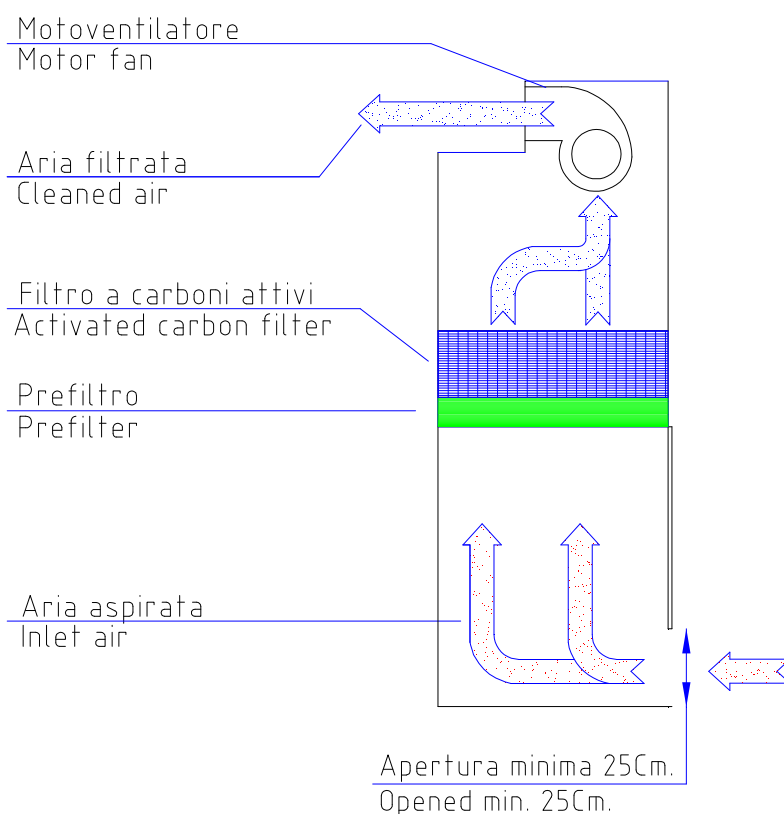 Motoventilatore
Motor fan
Aria filtrata
Cleaned air
Filtro a carboni attivi
Activated carbon filter
Prefiltro
Prefilter
Aria aspirata
Inlet air
Apertura minima 25Cm.
Opened min. 25Cm.